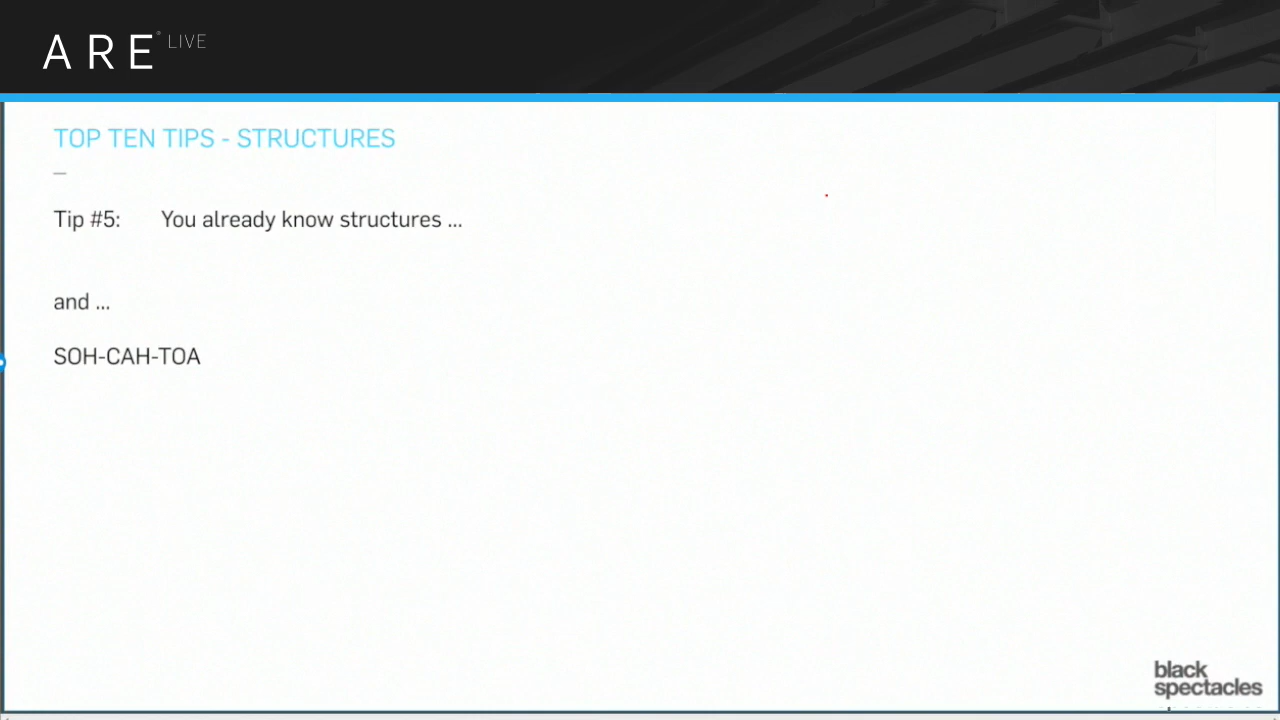 ARE® LIVE
TOP TEN TIPS - STRUCTURES
–
Tip #5: You already know structures ...
and ...
SOH-CAH-TOA
black
spectacles